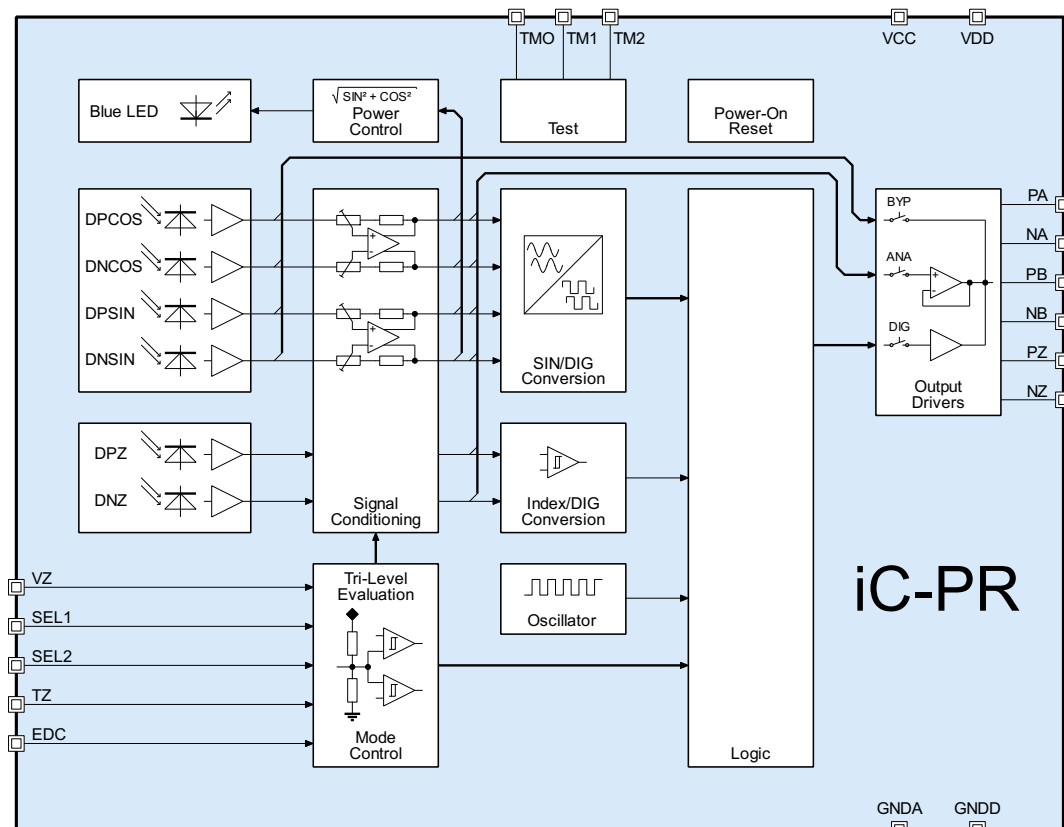 TM0 TM1 TM2
VCC VDD
Blue LED
√SIN² + COS²
Power
Control
Test
Power-On
Reset
DPCOS
DNCOS
DPSIN
DNSIN
SIN/DIG
Conversion
BYP
ANA
DIG
Output
Drivers
PA
NA
PB
NB
PZ
NZ
DPZ
DNZ
Signal
Conditioning
Index/DIG
Conversion
VZ
SEL1
SEL2
TZ
EDC
Tri-Level
Evaluation
Mode
Control
Oscillator
Logic
iC-PR
GNDA GNDD